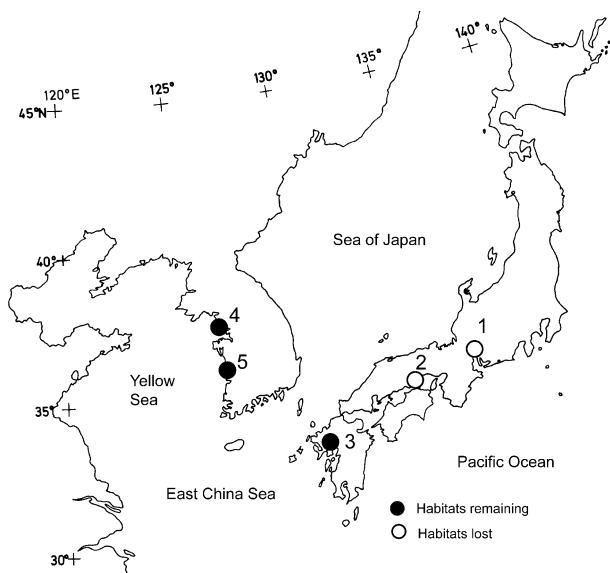 140°
135°
130°
125°
120°E
45°N
Sea of Japan
40°
4
1
5
2
Yellow
Sea
35°
3
Pacific Ocean
East China Sea
Habitats remaining
Habitats lost
30°